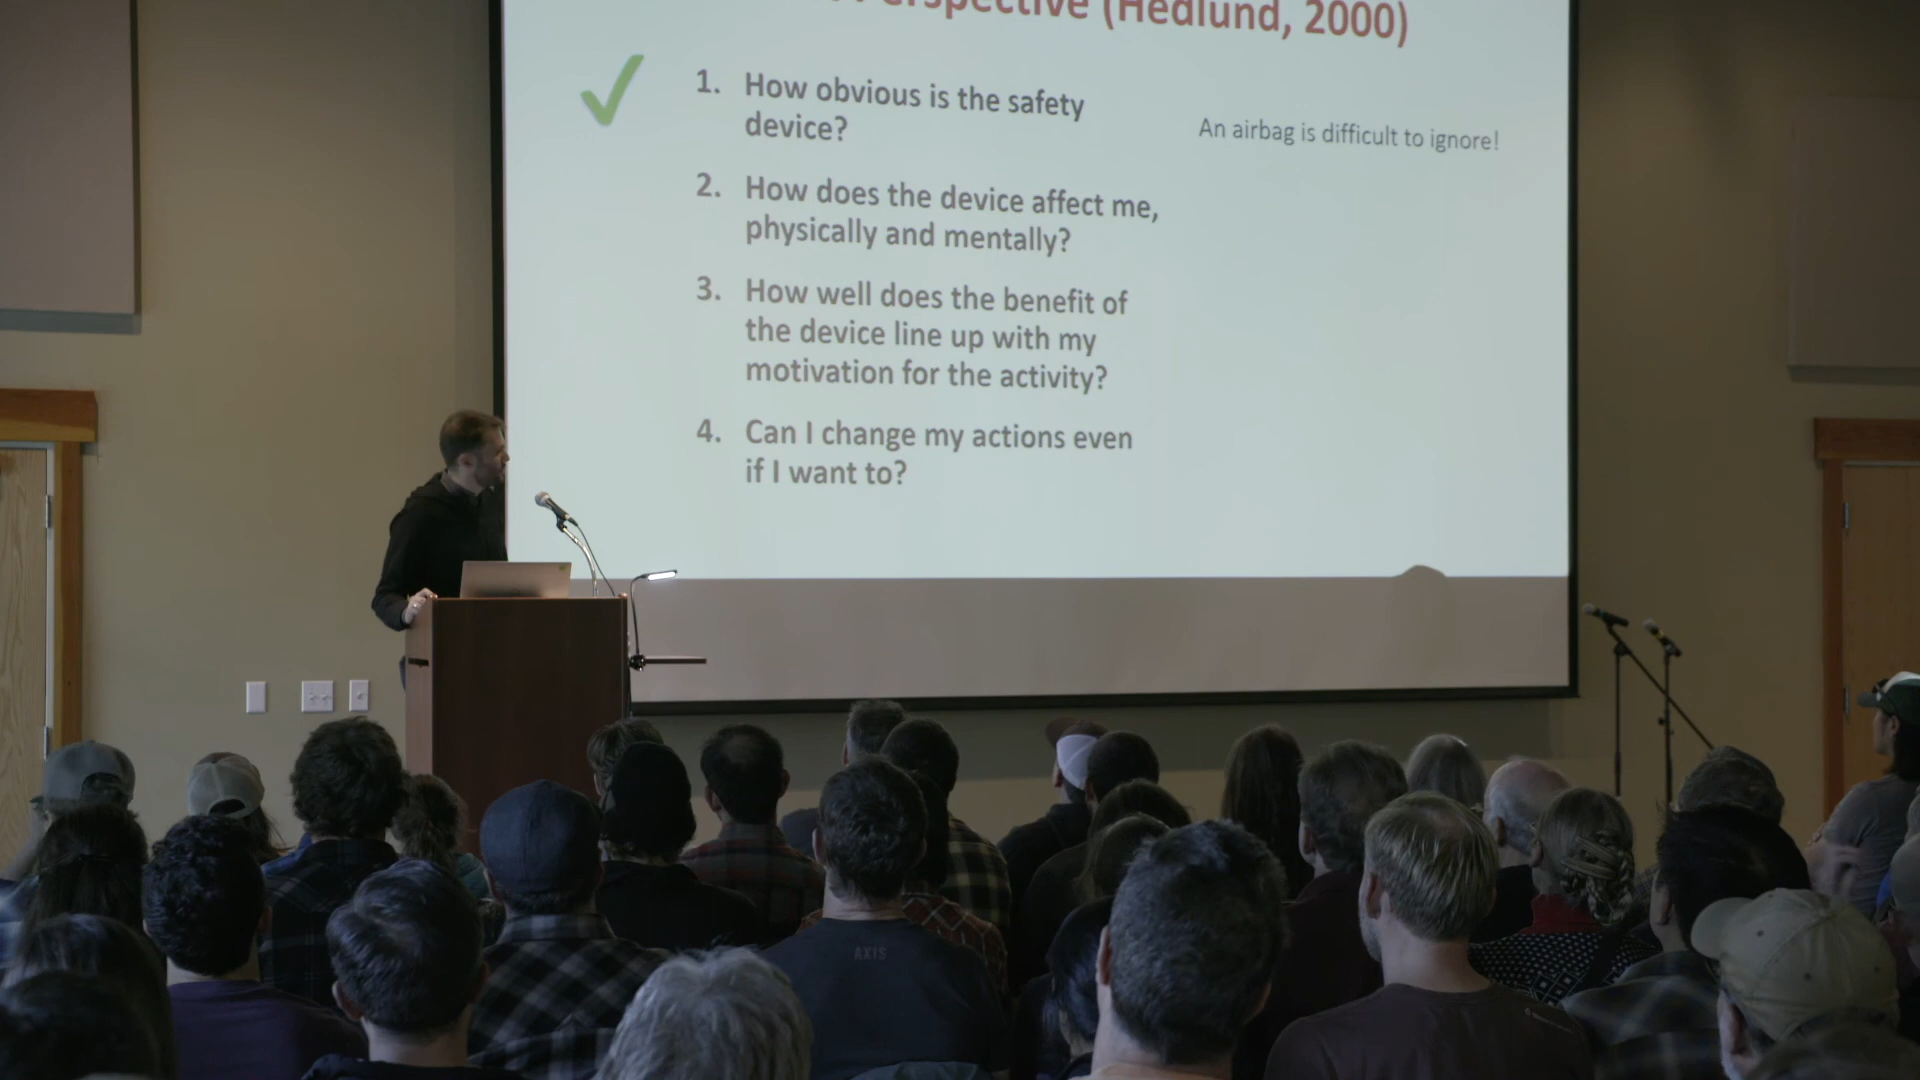 Perspective (Hedlund, 2000)
1. How obvious is the safety
device?
An airbag is difficult to ignore!
2. How does the device affect me,
physically and mentally?
3. How well does the benefit of
the device line up with my
motivation for the activity?
4. Can I change my actions even
if I want to?
AXIS